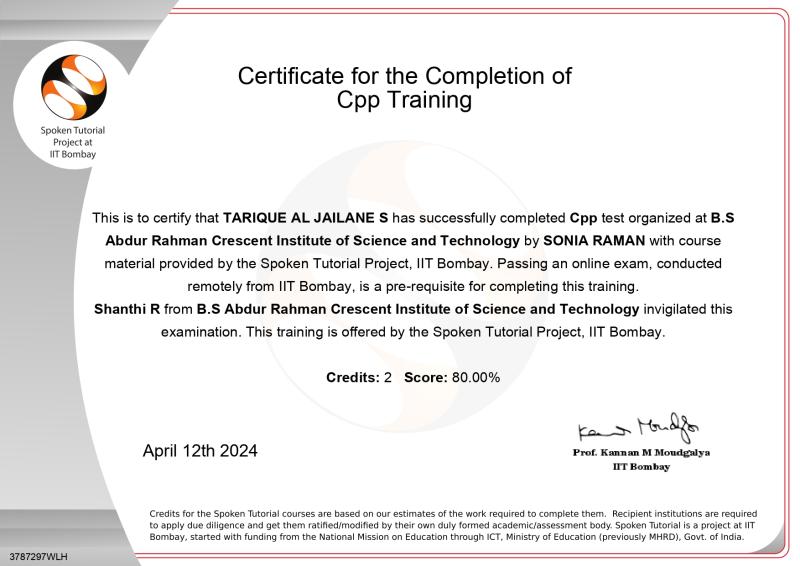 Certificate for the Completion of
Cpp Training
Spoken Tutorial
Project at
IIT Bombay
This is to certify that TARIQUE AL JAILANE S has successfully completed Cpp test organized at B.S
Abdur Rahman Crescent Institute of Science and Technology by SONIA RAMAN with course
material provided by the Spoken Tutorial Project, IIT Bombay. Passing an online exam, conducted
remotely from IIT Bombay, is a pre-requisite for completing this training.
Shanthi R from B.S Abdur Rahman Crescent Institute of Science and Technology invigilated this
examination. This training is offered by the Spoken Tutorial Project, IIT Bombay.
Credits: 2 Score: 80.00%
April 12th 2024
Prof. Kannan M Moudgalya
IIT Bombay
Credits for the Spoken Tutorial courses are based on our estimates of the work required to complete them. Recipient institutions are required
to apply due diligence and get them ratified/modified by their own duly formed academic/assessment body. Spoken Tutorial is a project at IIT
Bombay, started with funding from the National Mission on Education through ICT, Ministry of Education (previously MHRD), Govt. of India.
3787297WLH